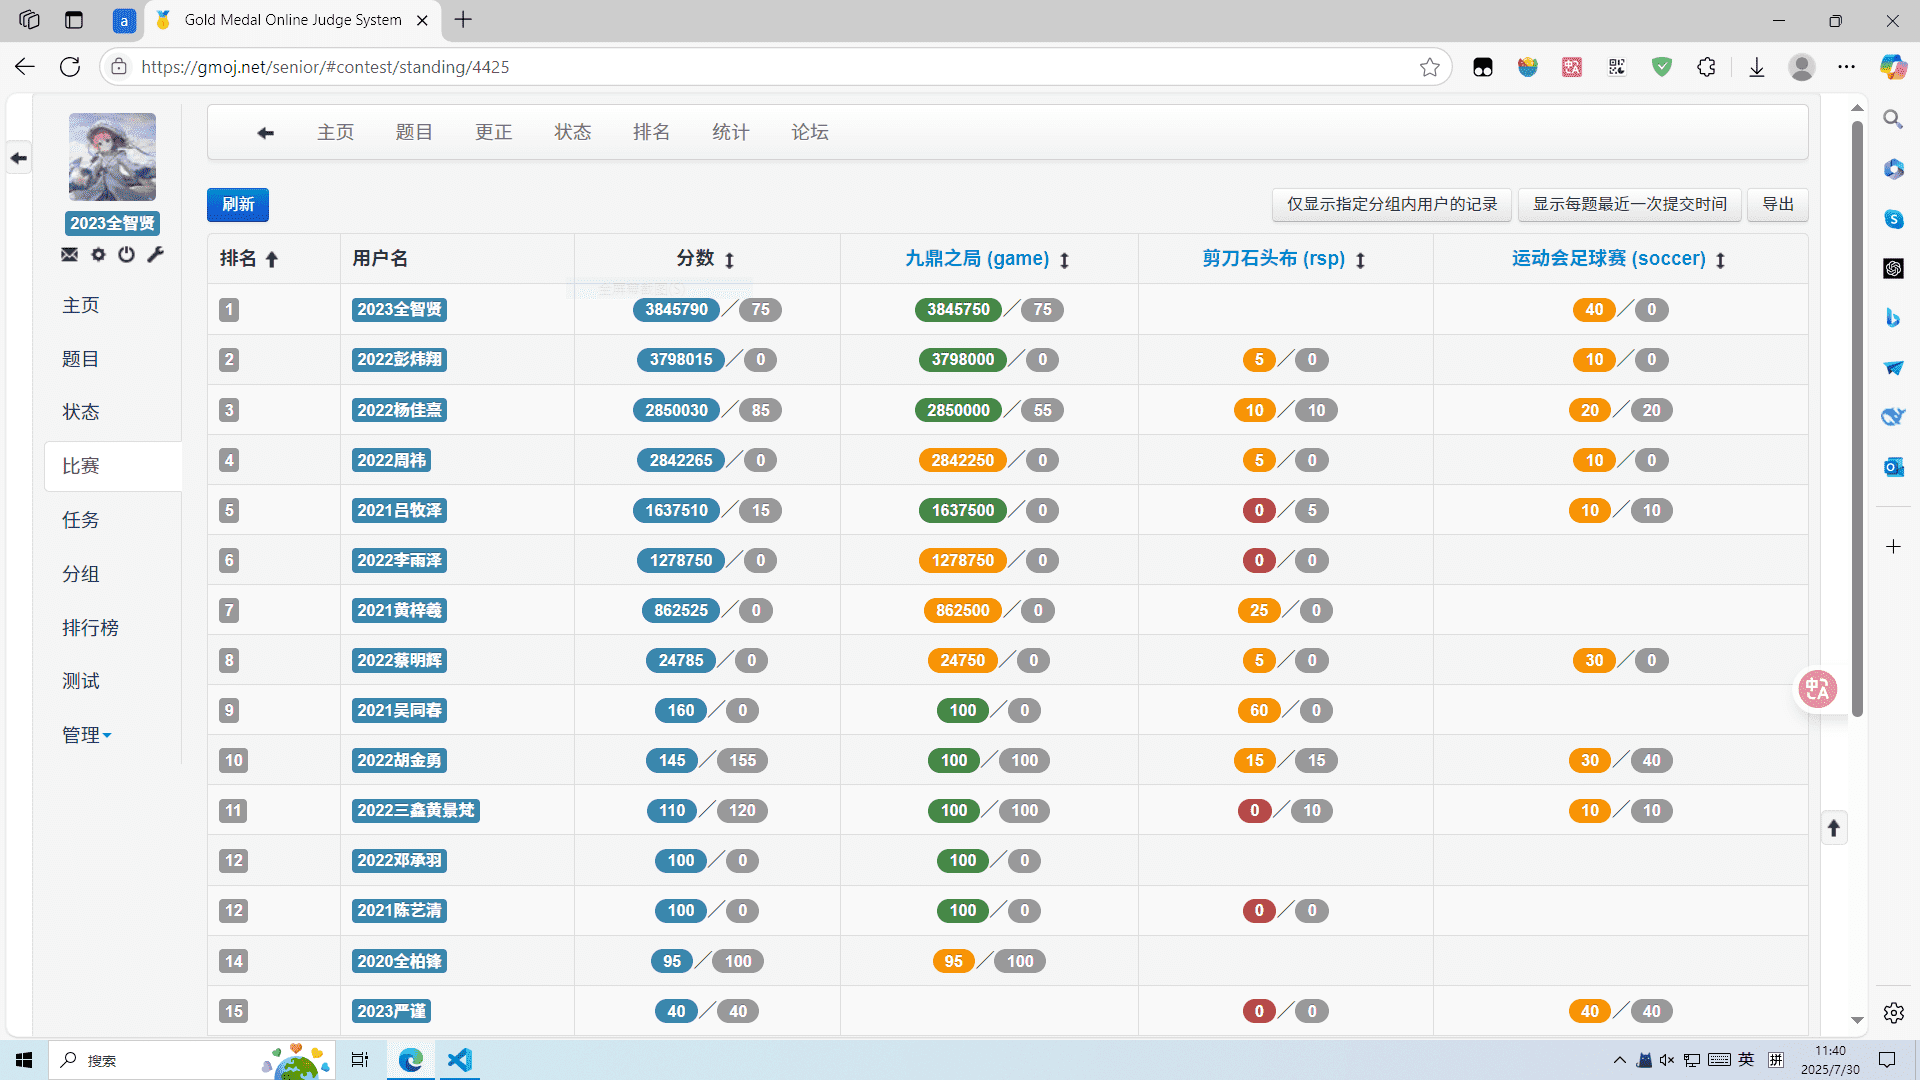 a Gold Medal Online Judge System
https://gmoj.net/senior/#contest/standing/4425
主页 题目 更正 状态 排名 统计 论坛
2023全智贤
主页
题目
状态
比赛
任务
分组
排行榜
测试
管理
刷新 仅显示指定分组内用户的记录 显示每题最近一次提交时间 导出
排名 用户名 分数 九鼎之局 (game) 剪刀石头布 (rsp) 运动会足球赛 (soccer)
1 2023全智贤 3845790 / 75 3845750 / 75 40 / 0
2 2022彭炜翔 3798015 / 0 3798000 / 0 5 / 0 10 / 0
3 2022杨佳熹 2850030 / 85 2850000 / 55 10 / 10 20 / 20
4 2022周祎 2842265 / 0 2842250 / 0 5 / 0 10 / 0
5 2021吕牧泽 1637510 / 15 1637500 / 0 0 / 5 10 / 10
6 2022李雨泽 1278750 / 0 1278750 / 0 0 / 0
7 2021黄梓羲 862525 / 0 862500 / 0 25 / 0
8 2022蔡明辉 24785 / 0 24750 / 0 5 / 0 30 / 0
9 2021吴同春 160 / 0 100 / 0 60 / 0
10 2022胡金勇 145 / 155 100 / 100 15 / 15 30 / 40
11 2022三鑫黄景梵 110 / 120 100 / 100 0 / 10 10 / 10
12 2022邓承羽 100 / 0 100 / 0
12 2021陈艺清 100 / 0 100 / 0 0 / 0
14 2020全柏锋 95 / 100 95 / 100
15 2023严谨 40 / 40 0 / 0 40 / 40
搜索
英 拼
11:40
2025/7/30